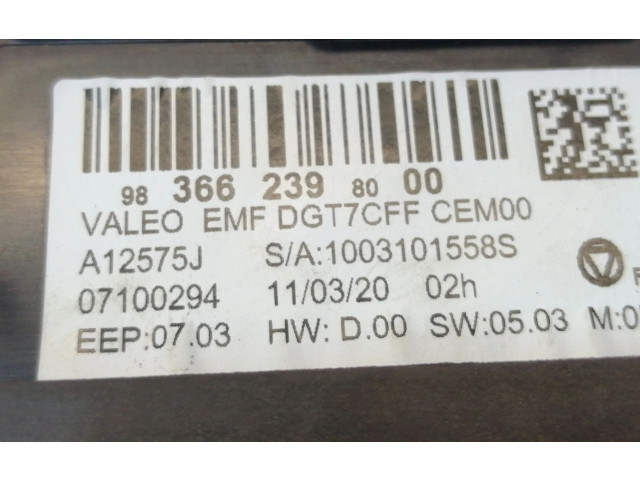 98 366 239 80 00
VALEO EMF DGT7CFF CEM00
A12575J S/A:1003101558S
07100294 11/03/20 02h
EEP:07.03 HW: D.00 SW:05.03 M:0